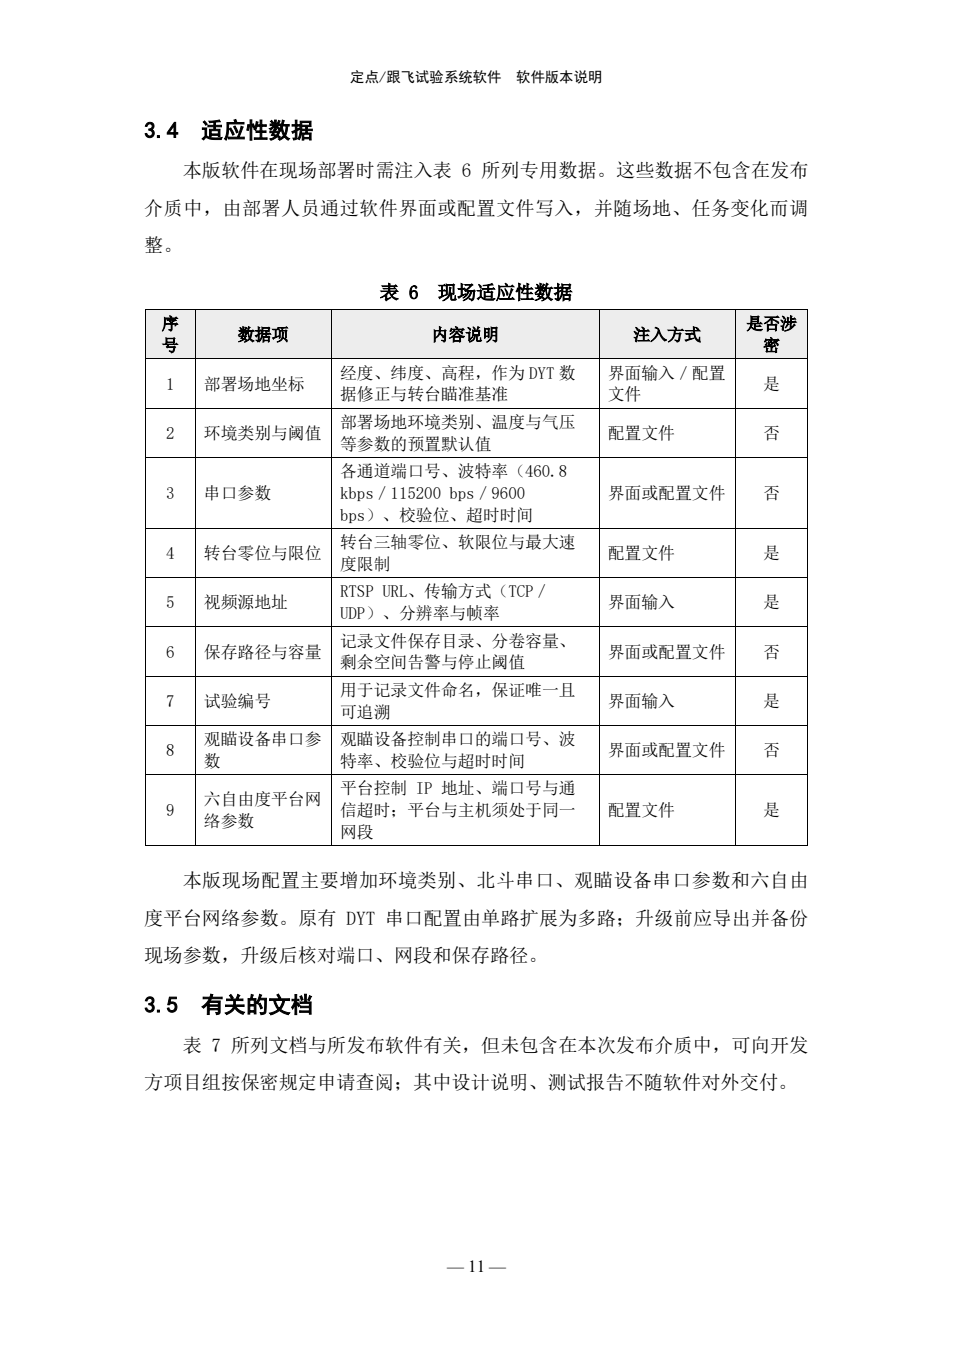 定点/跟飞试验系统软件　软件版本说明
3.4　适应性数据
本版软件在现场部署时需注入表 6 所列专用数据。这些数据不包含在发布
介质中，由部署人员通过软件界面或配置文件写入，并随场地、任务变化而调
整。
表 6　现场适应性数据
序号　数据项　内容说明　注入方式　是否涉密
1　部署场地坐标　经度、纬度、高程，作为 DYT 数据修正与转台瞄准基准　界面输入 / 配置文件　是
2　环境类别与阈值　部署场地环境类别、温度与气压等参数的预置默认值　配置文件　否
3　串口参数　各通道端口号、波特率（460.8 kbps / 115200 bps / 9600 bps）、校验位、超时时间　界面或配置文件　否
4　转台零位与限位　转台三轴零位、软限位与最大速度限制　配置文件　是
5　视频源地址　RTSP URL、传输方式（TCP / UDP）、分辨率与帧率　界面输入　是
6　保存路径与容量　记录文件保存目录、分卷容量、剩余空间告警与停止阈值　界面或配置文件　否
7　试验编号　用于记录文件命名，保证唯一且可追溯　界面输入　是
8　观瞄设备串口参数　观瞄设备控制串口的端口号、波特率、校验位与超时时间　界面或配置文件　否
9　六自由度平台网络参数　平台控制 IP 地址、端口号与通信超时；平台与主机须处于同一网段　配置文件　是
本版现场配置主要增加环境类别、北斗串口、观瞄设备串口参数和六自由
度平台网络参数。原有 DYT 串口配置由单路扩展为多路；升级前应导出并备份
现场参数，升级后核对端口、网段和保存路径。
3.5　有关的文档
表 7 所列文档与所发布软件有关，但未包含在本次发布介质中，可向开发
方项目组按保密规定申请查阅；其中设计说明、测试报告不随软件对外交付。
— 11 —